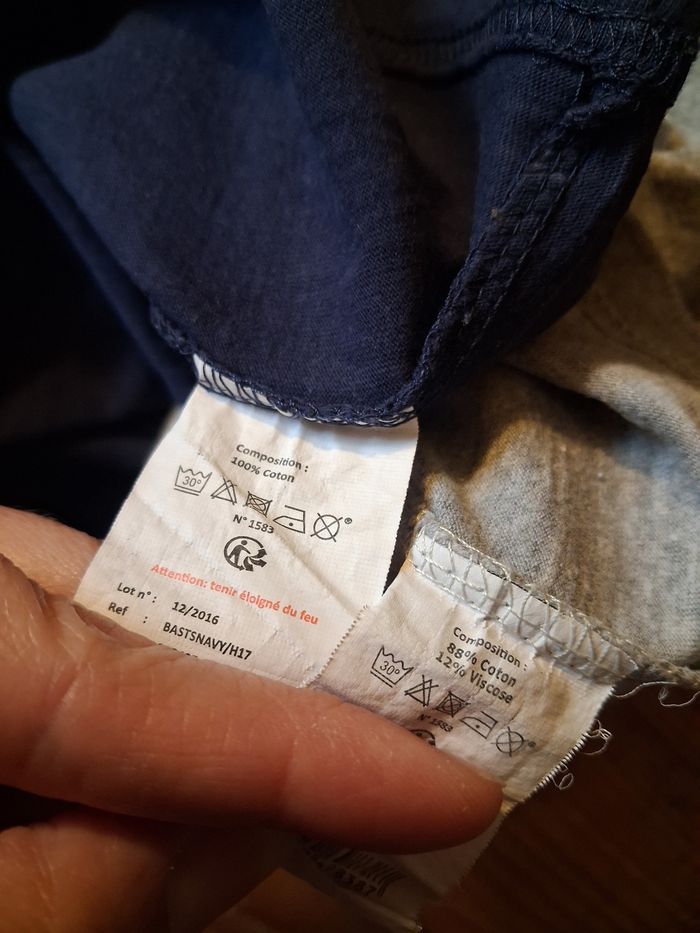 Composition :
100% Coton
30°
N° 1583
Attention: tenir éloigné du feu
Lot n° : 12/2016
Ref : BASTSNAVY/H17
Composition :
88% Coton
12% Viscose
30°
N° 1583